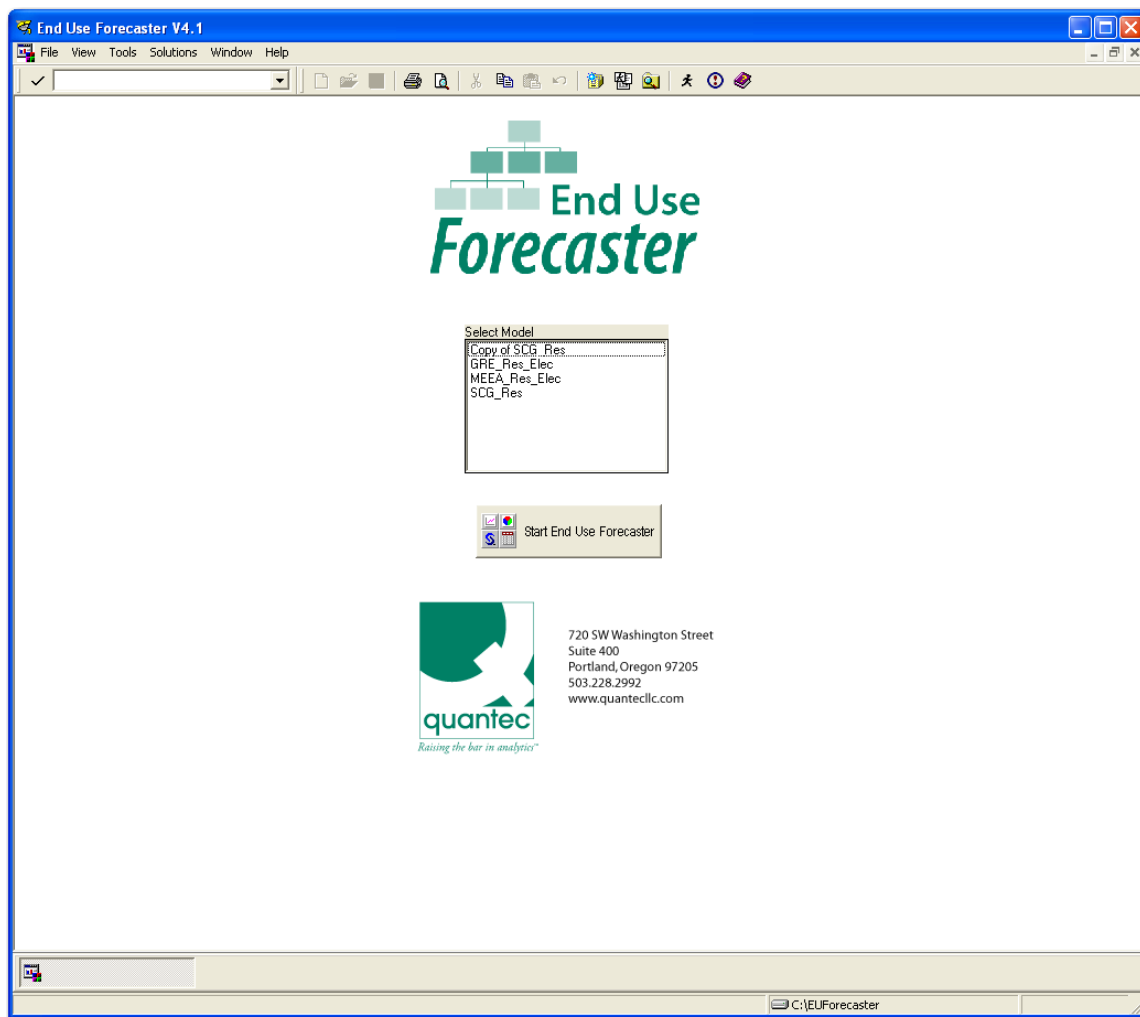 End Use Forecaster V4.1
File View Tools Solutions Window Help
End Use
Forecaster
Select Model
Copy of SCG_Res
GRE_Res_Elec
MEEA_Res_Elec
SCG_Res
Start End Use Forecaster
720 SW Washington Street
Suite 400
Portland, Oregon 97205
503.228.2992
www.quantecllc.com
quantec
Raising the bar in analytics™
C:\EUForecaster